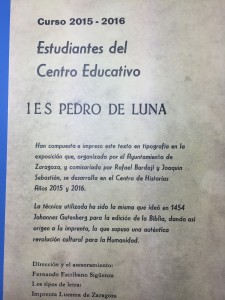 Curso 2015 - 2016
Estudiantes del
Centro Educativo
IES PEDRO DE LUNA
Han compuesto e impreso este texto en tipografía en la
exposición que, organizada por el Ayuntamiento de
Zaragoza, y comisariada por Rafael Bardají y Joaquín
Sebastián, se desarrolla en el Centro de Historias
Años 2015 y 2016.
La técnica utilizada ha sido la misma que ideó en 1454
Johannes Gutenberg para la edición de la Biblia, dando así
origen a la imprenta, lo que supuso una auténtica
revolución cultural para la Humanidad.
Dirección y el asesoramiento:
Fernando Escribano Sigüenza
Los tipos de letra:
Imprenta Luesma de Zaragoza